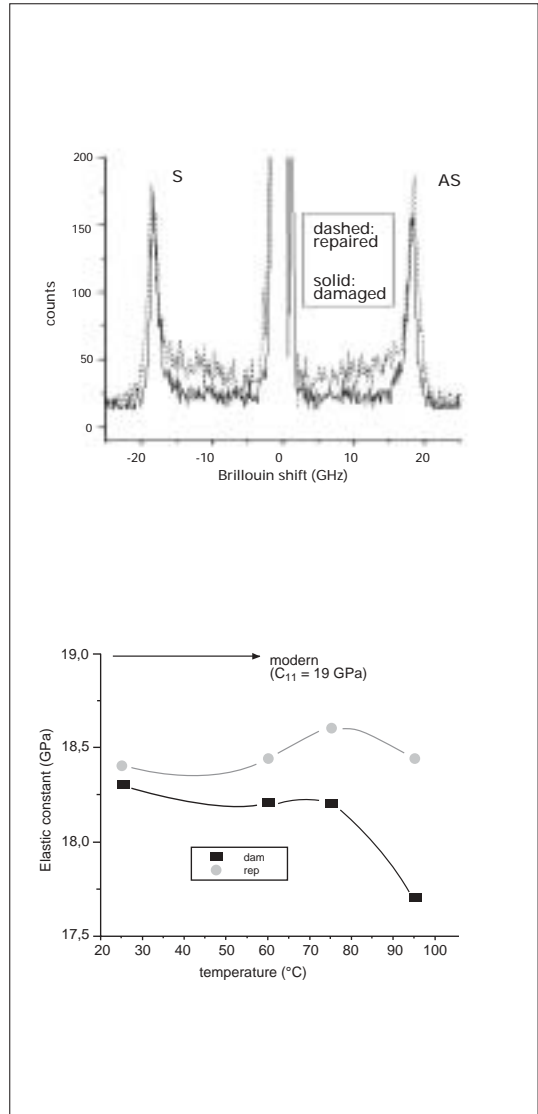 200
S
AS
150
dashed:
repaired
solid:
damaged
counts
100
50
0
-20 -10 0 10 20
Brillouin shift (GHz)
19,0
modern
(C₁₁ = 19 GPa)
18,5
Elastic constant (GPa)
18,0
dam
rep
17,5
20 30 40 50 60 70 75 80 90 100
temperature (°C)